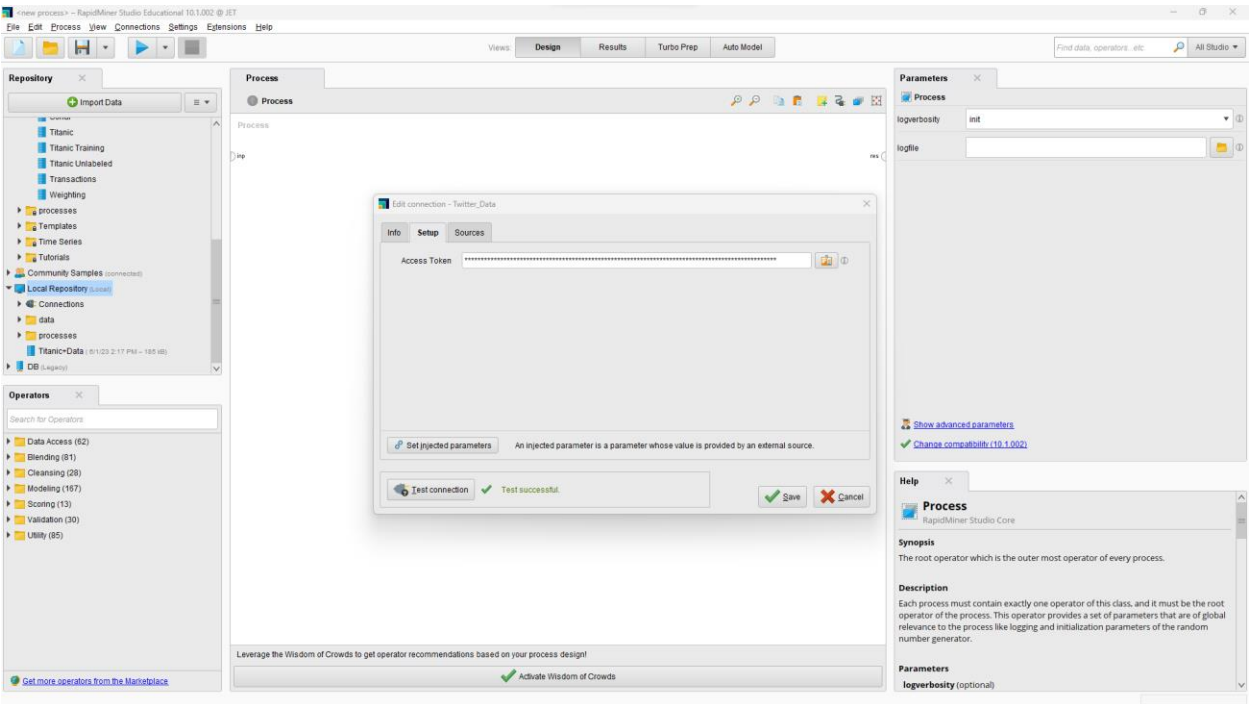 <new process> – RapidMiner Studio Educational 10.1.002 @ JET
File Edit Process View Connections Settings Extensions Help
Views: Design Results Turbo Prep Auto Model
Find data, operators...etc
All Studio
Repository
Import Data
Titanic
Titanic Training
Titanic Unlabeled
Transactions
Weighting
processes
Templates
Time Series
Tutorials
Community Samples (connected)
Local Repository (Local)
Connections
data
processes
Titanic+Data (6/1/23 2:17 PM – 185 kB)
DB (Legacy)
Operators
Search for Operators
Data Access (62)
Blending (81)
Cleansing (28)
Modeling (167)
Scoring (13)
Validation (30)
Utility (85)
Get more operators from the Marketplace
Process
Process
Process
inp
res
Edit connection - Twitter_Data
Info Setup Sources
Access Token
Set injected parameters
An injected parameter is a parameter whose value is provided by an external source.
Test connection
Test successful.
Save
Cancel
Leverage the Wisdom of Crowds to get operator recommendations based on your process design!
Activate Wisdom of Crowds
Parameters
Process
logverbosity
init
logfile
Show advanced parameters
Change compatibility (10.1.002)
Help
Process
RapidMiner Studio Core
Synopsis
The root operator which is the outer most operator of every process.
Description
Each process must contain exactly one operator of this class, and it must be the root
operator of the process. This operator provides a set of parameters that are of global
relevance to the process like logging and initialization parameters of the random
number generator.
Parameters
logverbosity (optional)